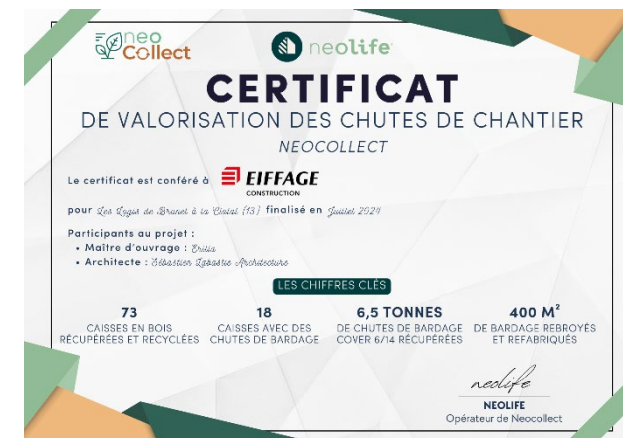 neo
Collect
neolife
CERTIFICAT
DE VALORISATION DES CHUTES DE CHANTIER
NEOCOLLECT
Le certificat est conféré à EIFFAGE
CONSTRUCTION
pour Les Logis de Brunet à la Ciotat (13) finalisé en Juillet 2024
Participants au projet :
• Maître d'ouvrage : Erilia
• Architecte : Sébastien Labastie Architecture
LES CHIFFRES CLÉS
73
CAISSES EN BOIS
RÉCUPÉRÉES ET RECYCLÉES
18
CAISSES AVEC DES
CHUTES DE BARDAGE
6,5 TONNES
DE CHUTES DE BARDAGE
COVER 6/14 RÉCUPÉRÉES
400 M²
DE BARDAGE REBROYÉS
ET REFABRIQUÉS
neolife
NEOLIFE
Opérateur de Neocollect